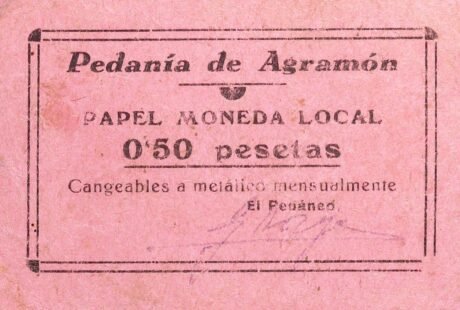 Pedanía de Agramón
PAPEL MONEDA LOCAL
0'50 pesetas
Cangeables a metálico mensualmente
El Pedáneo